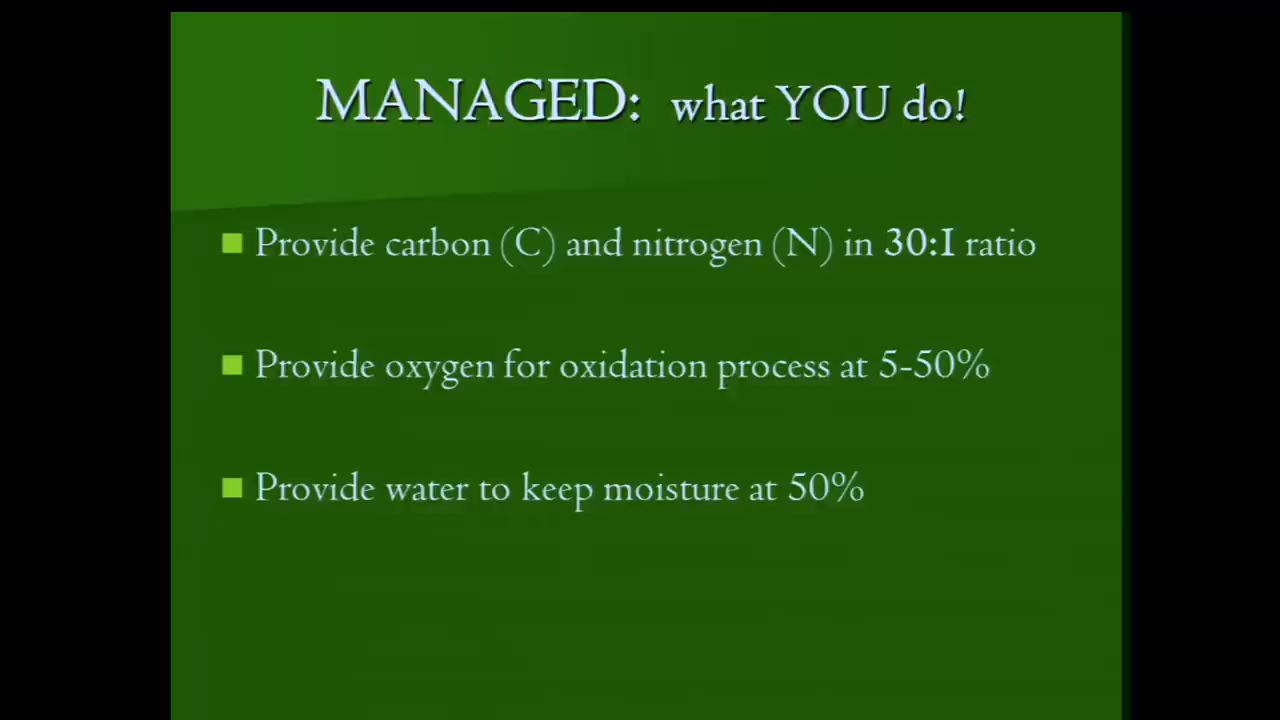 MANAGED: what YOU do!
Provide carbon (C) and nitrogen (N) in 30:1 ratio
Provide oxygen for oxidation process at 5-50%
Provide water to keep moisture at 50%